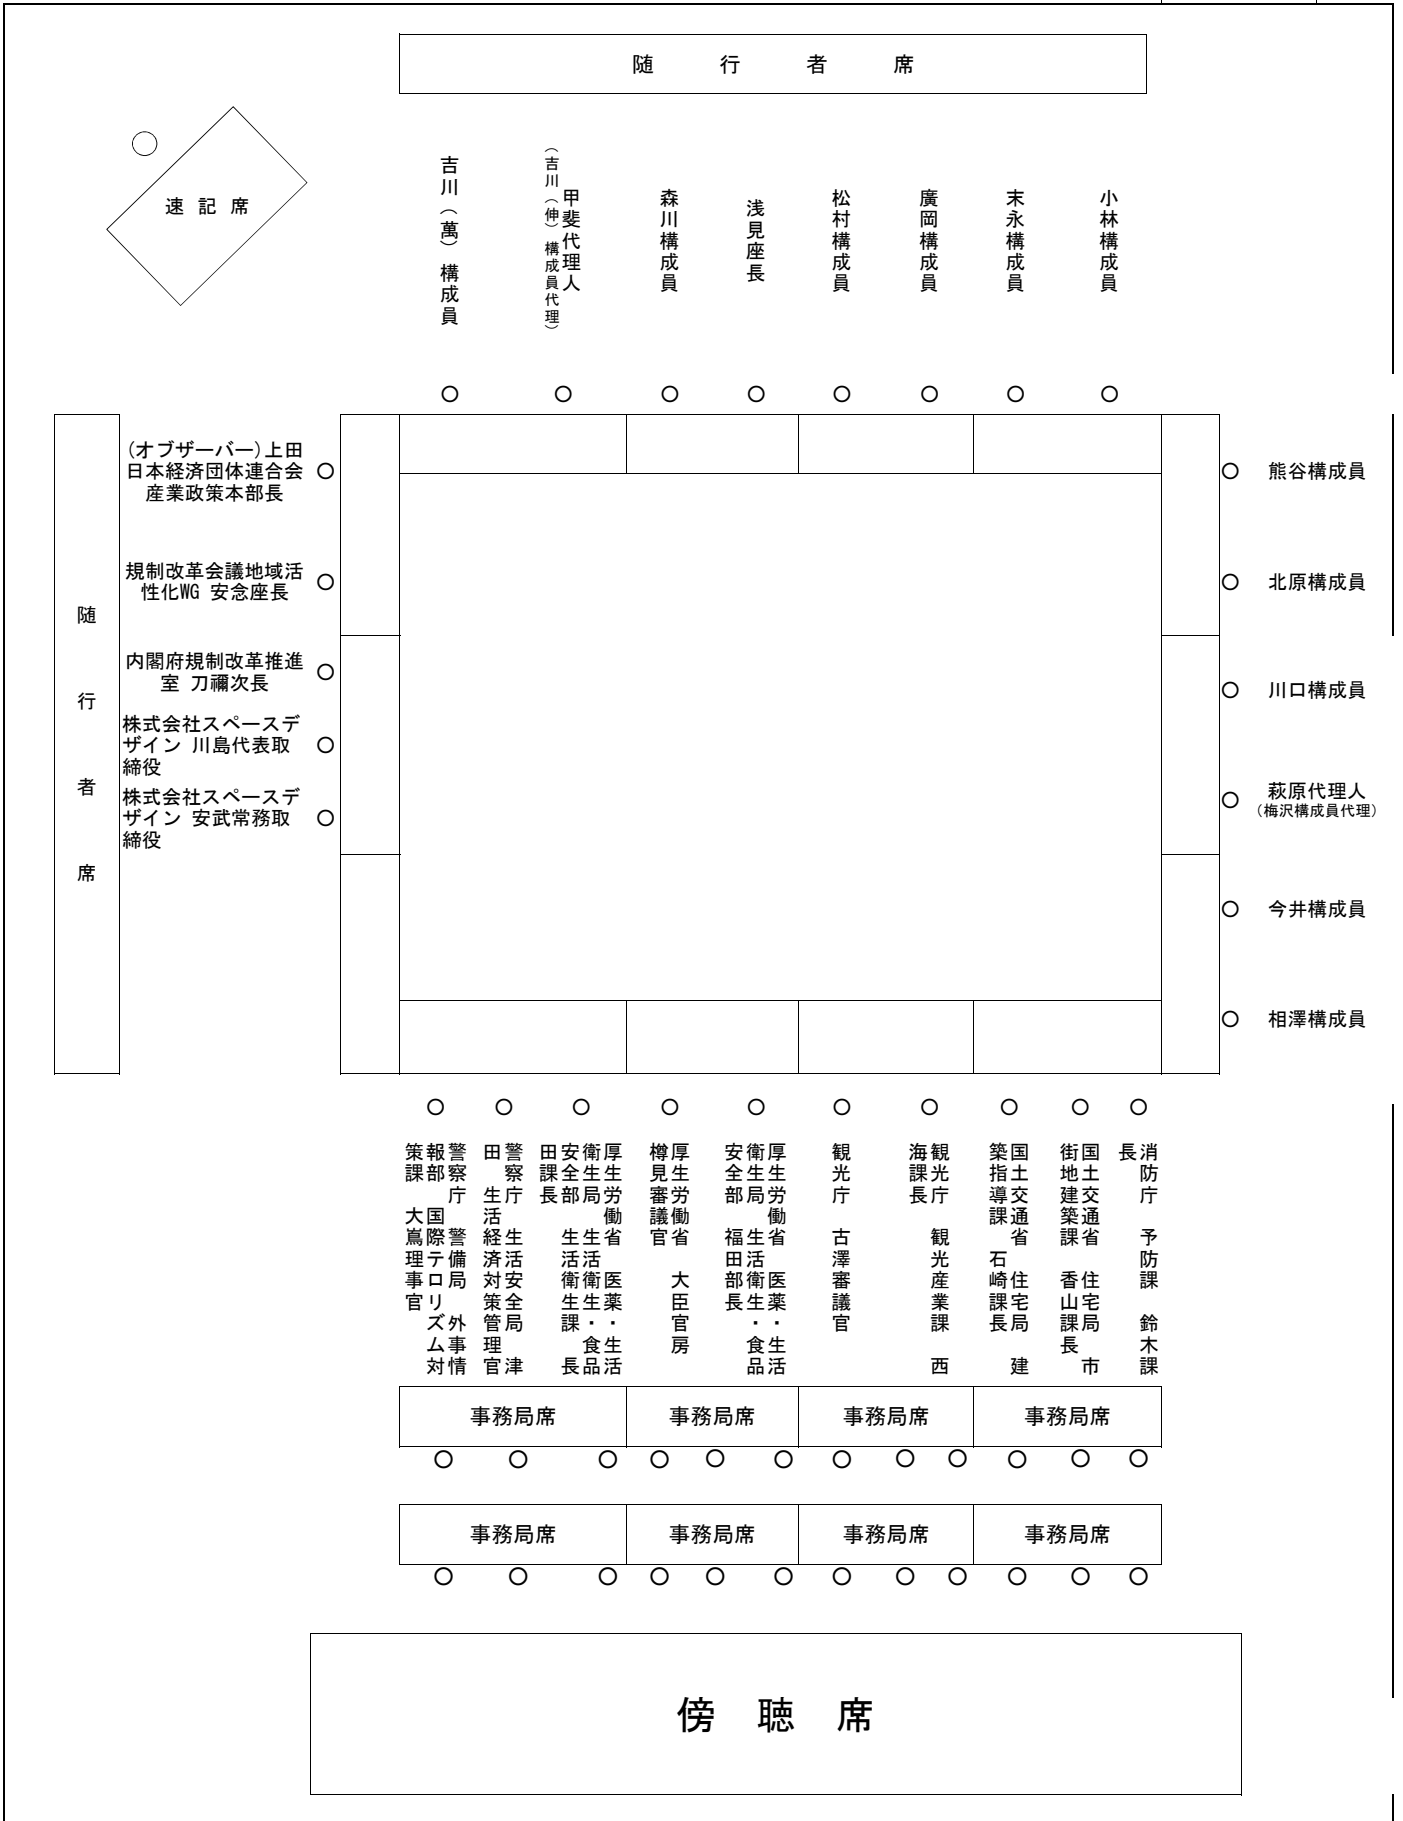 随 行 者 席
速 記 席
吉川（萬）構成員
甲斐代理人
（吉川（伸）構成員代理）
森川構成員
浅見座長
松村構成員
廣岡構成員
末永構成員
小林構成員
随 行 者 席
(オブザーバー)上田
日本経済団体連合会
産業政策本部長
規制改革会議地域活
性化WG 安念座長
内閣府規制改革推進
室 刀禰次長
株式会社スペースデ
ザイン 川島代表取
締役
株式会社スペースデ
ザイン 安武常務取
締役
熊谷構成員
北原構成員
川口構成員
萩原代理人
（梅沢構成員代理）
今井構成員
相澤構成員
警察庁 警備局 外事情
報部 国際テロリズム対
策課 大嶌理事官
警察庁 生活安全局 津
田 生活経済対策管理官
厚生労働省 医薬・生活
衛生局 生活衛生・食品
安全部 生活衛生課 長
田課長
厚生労働省 大臣官房
樽見審議官
厚生労働省 医薬・生活
衛生局 生活衛生・食品
安全部 福田部長
観光庁 古澤審議官
観光庁 観光産業課 西
海課長
国土交通省 住宅局 建
築指導課 石崎課長
国土交通省 住宅局 市
街地建築課 香山課長
消防庁 予防課 鈴木課
長
事務局席 事務局席 事務局席 事務局席
事務局席 事務局席 事務局席 事務局席
傍 聴 席